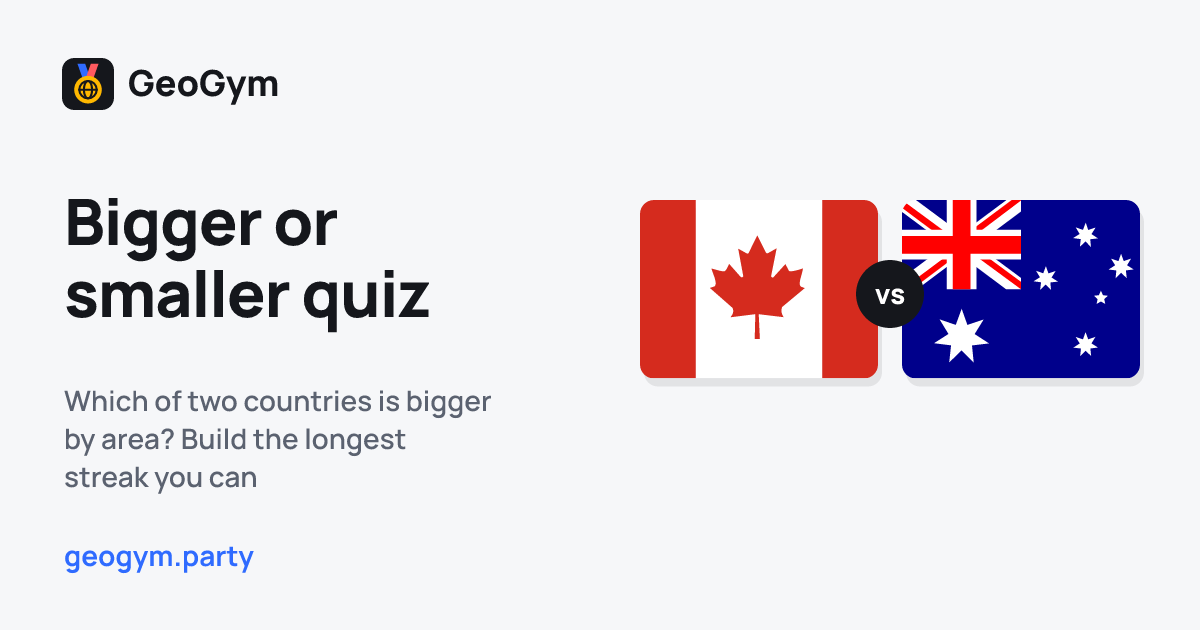 GeoGym
Bigger or
smaller quiz
Which of two countries is bigger
by area? Build the longest
streak you can
geogym.party
vs